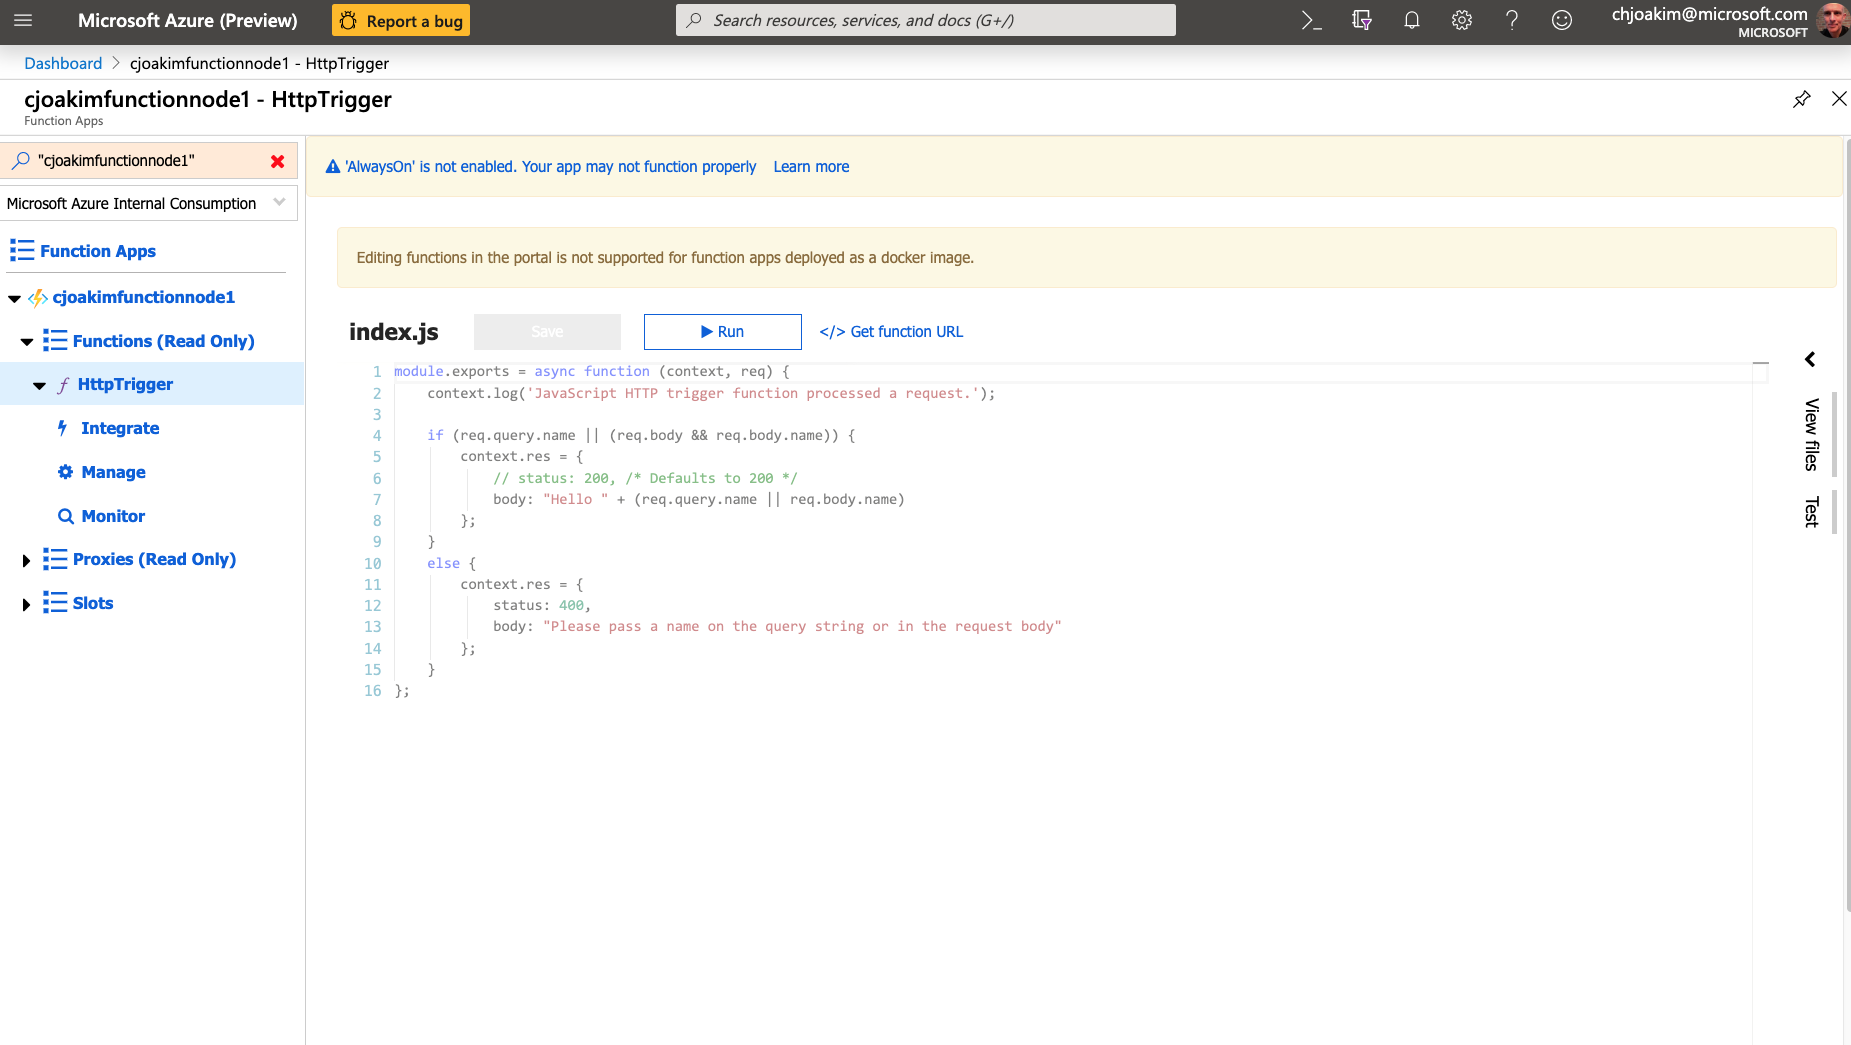 Microsoft Azure (Preview)
Report a bug
Search resources, services, and docs (G+/)
chjoakim@microsoft.com
MICROSOFT
Dashboard > cjoakimfunctionnode1 - HttpTrigger
cjoakimfunctionnode1 - HttpTrigger
Function Apps
"cjoakimfunctionnode1"
Microsoft Azure Internal Consumption
Function Apps
cjoakimfunctionnode1
Functions (Read Only)
HttpTrigger
Integrate
Manage
Monitor
Proxies (Read Only)
Slots
'AlwaysOn' is not enabled. Your app may not function properly Learn more
Editing functions in the portal is not supported for function apps deployed as a docker image.
index.js
Save
Run
</> Get function URL
1 module.exports = async function (context, req) {
2     context.log('JavaScript HTTP trigger function processed a request.');
3
4     if (req.query.name || (req.body && req.body.name)) {
5         context.res = {
6             // status: 200, /* Defaults to 200 */
7             body: "Hello " + (req.query.name || req.body.name)
8         };
9     }
10     else {
11         context.res = {
12             status: 400,
13             body: "Please pass a name on the query string or in the request body"
14         };
15     }
16 };
View files
Test